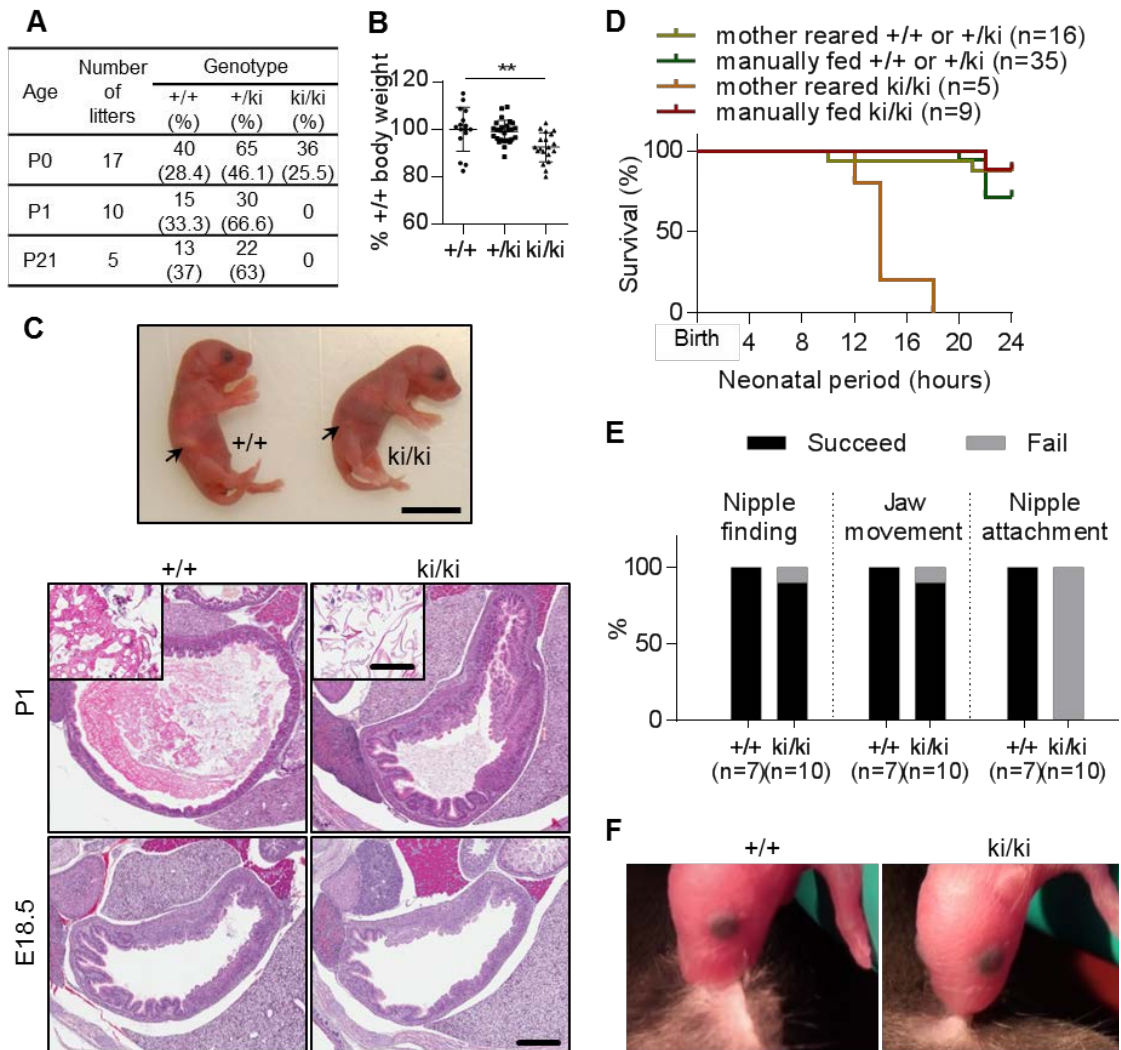 A
Age Number of litters Genotype
+/+ (%) +/ki (%) ki/ki (%)
P0 17 40 (28.4) 65 (46.1) 36 (25.5)
P1 10 15 (33.3) 30 (66.6) 0
P21 5 13 (37) 22 (63) 0
B
% +/+ body weight
120
100
80
60
**
+/+ +/ki ki/ki
C
+/+
ki/ki
+/+ ki/ki
P1
E18.5
D
mother reared +/+ or +/ki (n=16)
manually fed +/+ or +/ki (n=35)
mother reared ki/ki (n=5)
manually fed ki/ki (n=9)
Survival (%)
100
50
0
Birth 4 8 12 16 20 24
Neonatal period (hours)
E
Succeed Fail
Nipple finding
Jaw movement
Nipple attachment
%
100
50
0
+/+ ki/ki +/+ ki/ki +/+ ki/ki
(n=7)(n=10) (n=7)(n=10) (n=7)(n=10)
F
+/+ ki/ki